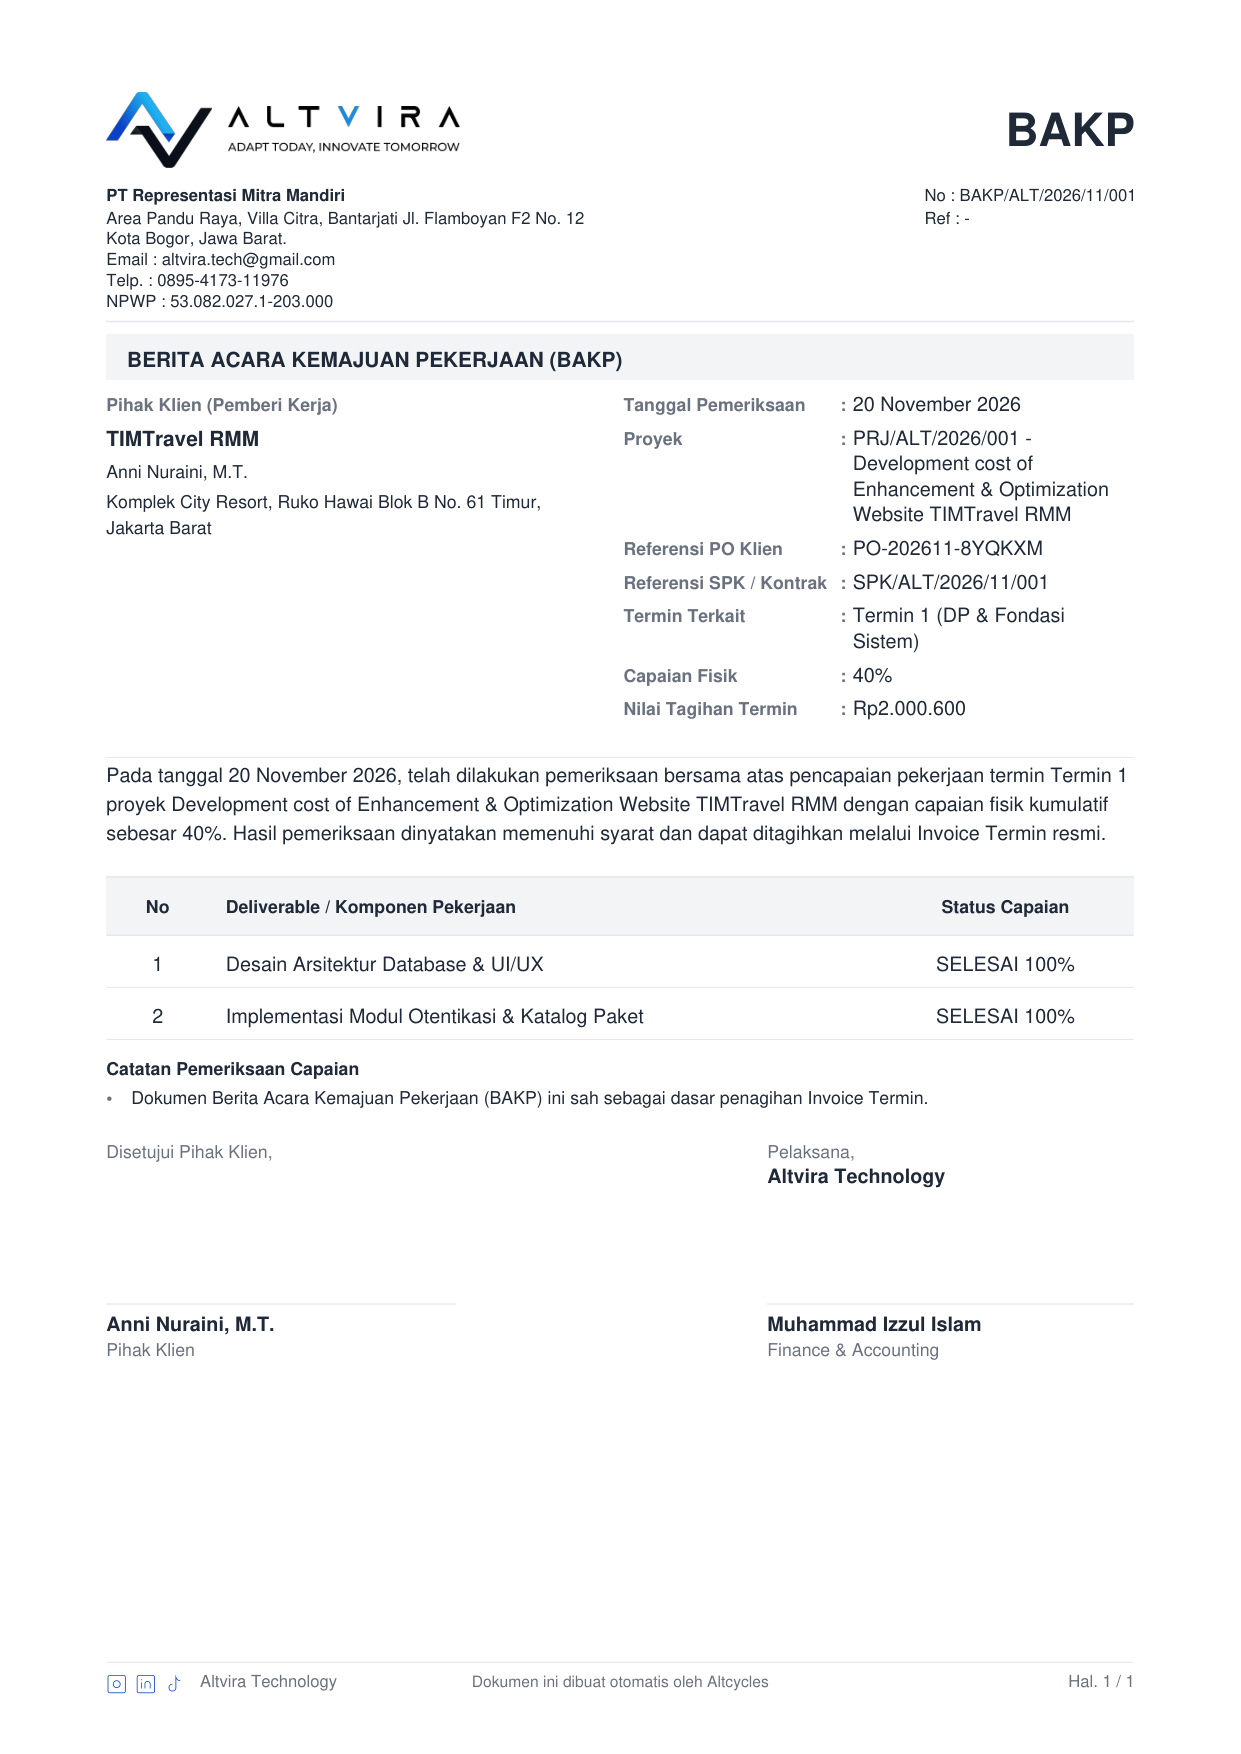 ALTVIRA
ADAPT TODAY, INNOVATE TOMORROW
BAKP
PT Representasi Mitra Mandiri
Area Pandu Raya, Villa Citra, Bantarjati Jl. Flamboyan F2 No. 12
Kota Bogor, Jawa Barat.
Email : altvira.tech@gmail.com
Telp. : 0895-4173-11976
NPWP : 53.082.027.1-203.000
No : BAKP/ALT/2026/11/001
Ref : -
BERITA ACARA KEMAJUAN PEKERJAAN (BAKP)
Pihak Klien (Pemberi Kerja)
TIMTravel RMM
Anni Nuraini, M.T.
Komplek City Resort, Ruko Hawai Blok B No. 61 Timur,
Jakarta Barat
Tanggal Pemeriksaan : 20 November 2026
Proyek : PRJ/ALT/2026/001 -
Development cost of
Enhancement & Optimization
Website TIMTravel RMM
Referensi PO Klien : PO-202611-8YQKXM
Referensi SPK / Kontrak : SPK/ALT/2026/11/001
Termin Terkait : Termin 1 (DP & Fondasi
Sistem)
Capaian Fisik : 40%
Nilai Tagihan Termin : Rp2.000.600
Pada tanggal 20 November 2026, telah dilakukan pemeriksaan bersama atas pencapaian pekerjaan termin Termin 1
proyek Development cost of Enhancement & Optimization Website TIMTravel RMM dengan capaian fisik kumulatif
sebesar 40%. Hasil pemeriksaan dinyatakan memenuhi syarat dan dapat ditagihkan melalui Invoice Termin resmi.
No Deliverable / Komponen Pekerjaan Status Capaian
1 Desain Arsitektur Database & UI/UX SELESAI 100%
2 Implementasi Modul Otentikasi & Katalog Paket SELESAI 100%
Catatan Pemeriksaan Capaian
• Dokumen Berita Acara Kemajuan Pekerjaan (BAKP) ini sah sebagai dasar penagihan Invoice Termin.
Disetujui Pihak Klien,
Anni Nuraini, M.T.
Pihak Klien
Pelaksana,
Altvira Technology
Muhammad Izzul Islam
Finance & Accounting
Altvira Technology Dokumen ini dibuat otomatis oleh Altcycles Hal. 1 / 1